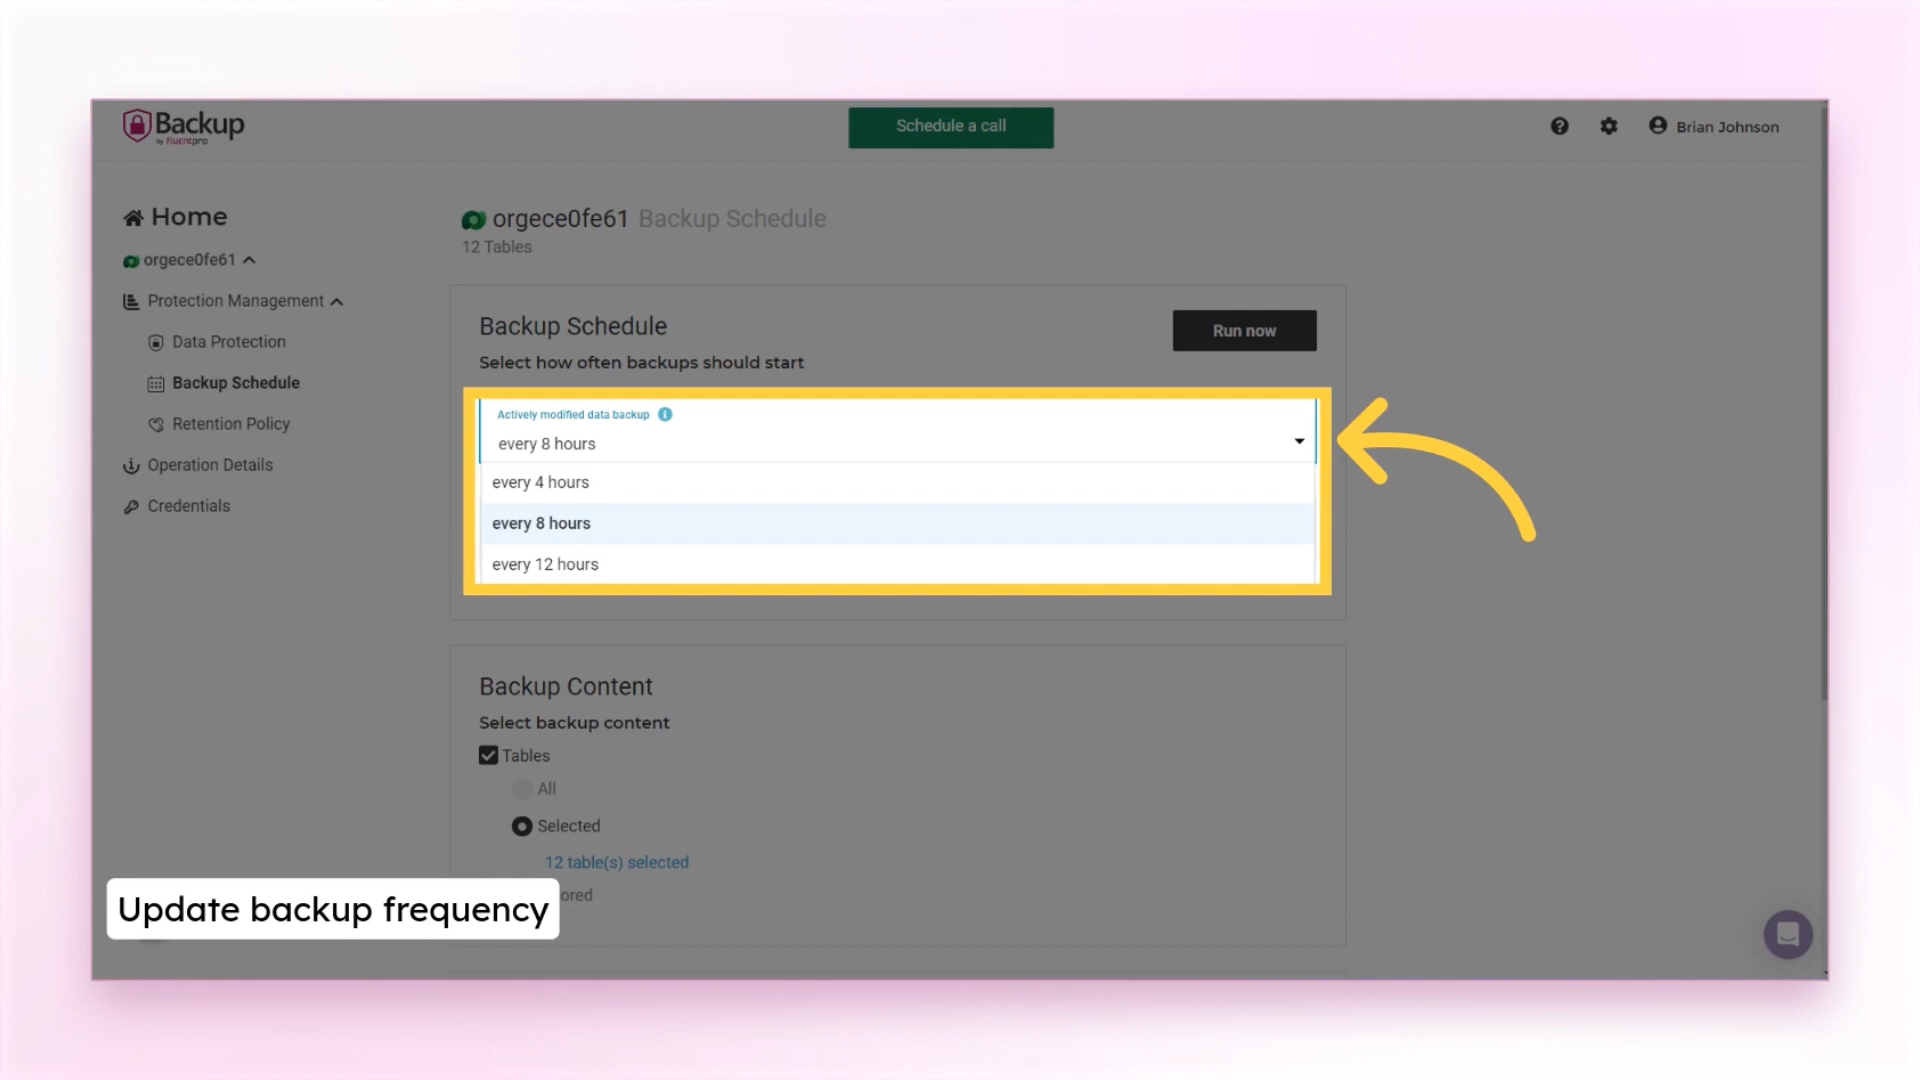 Backup
by Fluentpro
Schedule a call
Brian Johnson
Home
orgece0fe61
Protection Management
Data Protection
Backup Schedule
Retention Policy
Operation Details
Credentials
orgece0fe61 Backup Schedule
12 Tables
Backup Schedule
Run now
Select how often backups should start
Actively modified data backup
every 8 hours
every 4 hours
every 8 hours
every 12 hours
Backup Content
Select backup content
Tables
All
Selected
12 table(s) selected
ored
Update backup frequency